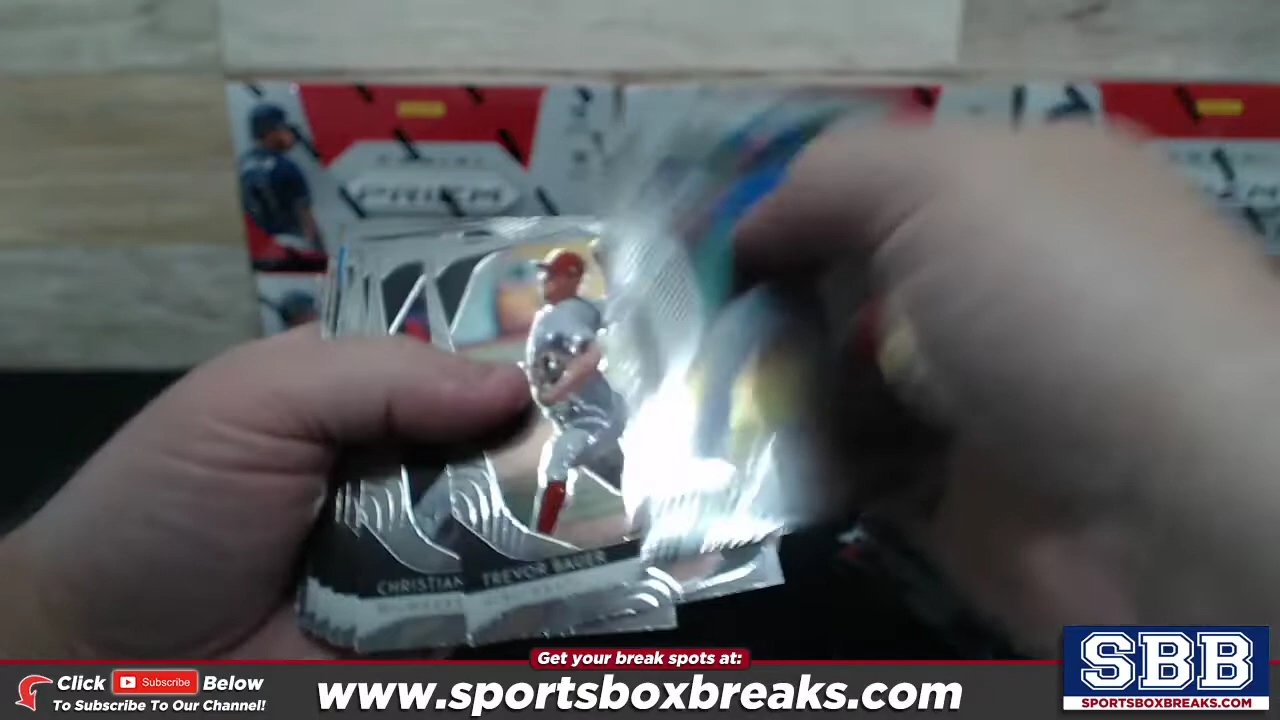 PRIZM
CHRISTIAN
TREVOR BAUER
Get your break spots at:
Click Subscribe Below
To Subscribe To Our Channel!
www.sportsboxbreaks.com
SBB
SPORTSBOXBREAKS.COM